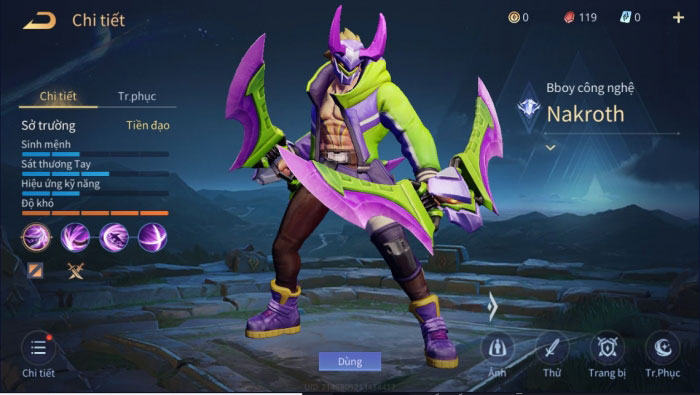 Chi tiết
0
119
0
Chi tiết
Tr.phục
Sở trường
Tiền đạo
Sinh mệnh
Sát thương Tay
Hiệu ứng kỹ năng
Độ khó
Bboy công nghệ
Nakroth
Dùng
Chi tiết
Ảnh
Thử
Trang bị
Tr.Phục